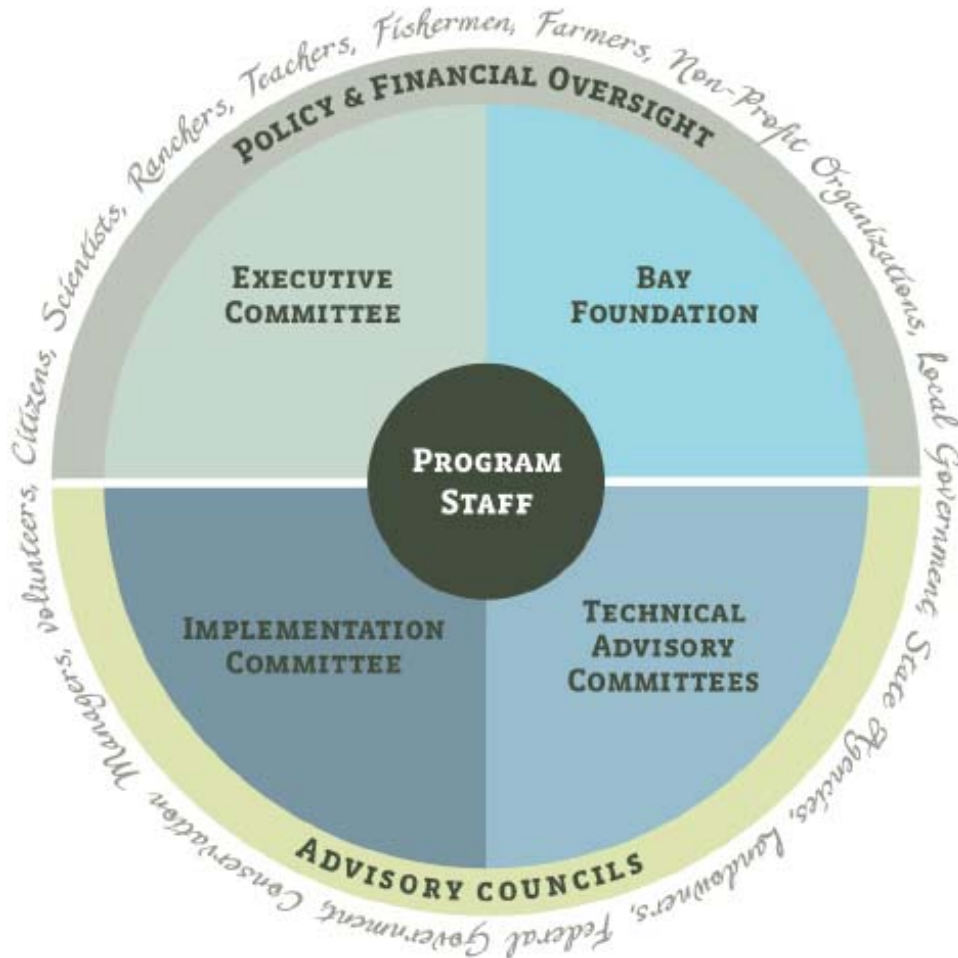 Citizens, Scientists, Ranchers, Teachers, Fishermen, Farmers, Non-Profit Organizations, Local Government, State Agencies, Landowners, Federal Government, Conservation Managers, Volunteers,
POLICY & FINANCIAL OVERSIGHT
EXECUTIVE
COMMITTEE
BAY
FOUNDATION
PROGRAM
STAFF
IMPLEMENTATION
COMMITTEE
TECHNICAL
ADVISORY
COMMITTEES
ADVISORY COUNCILS